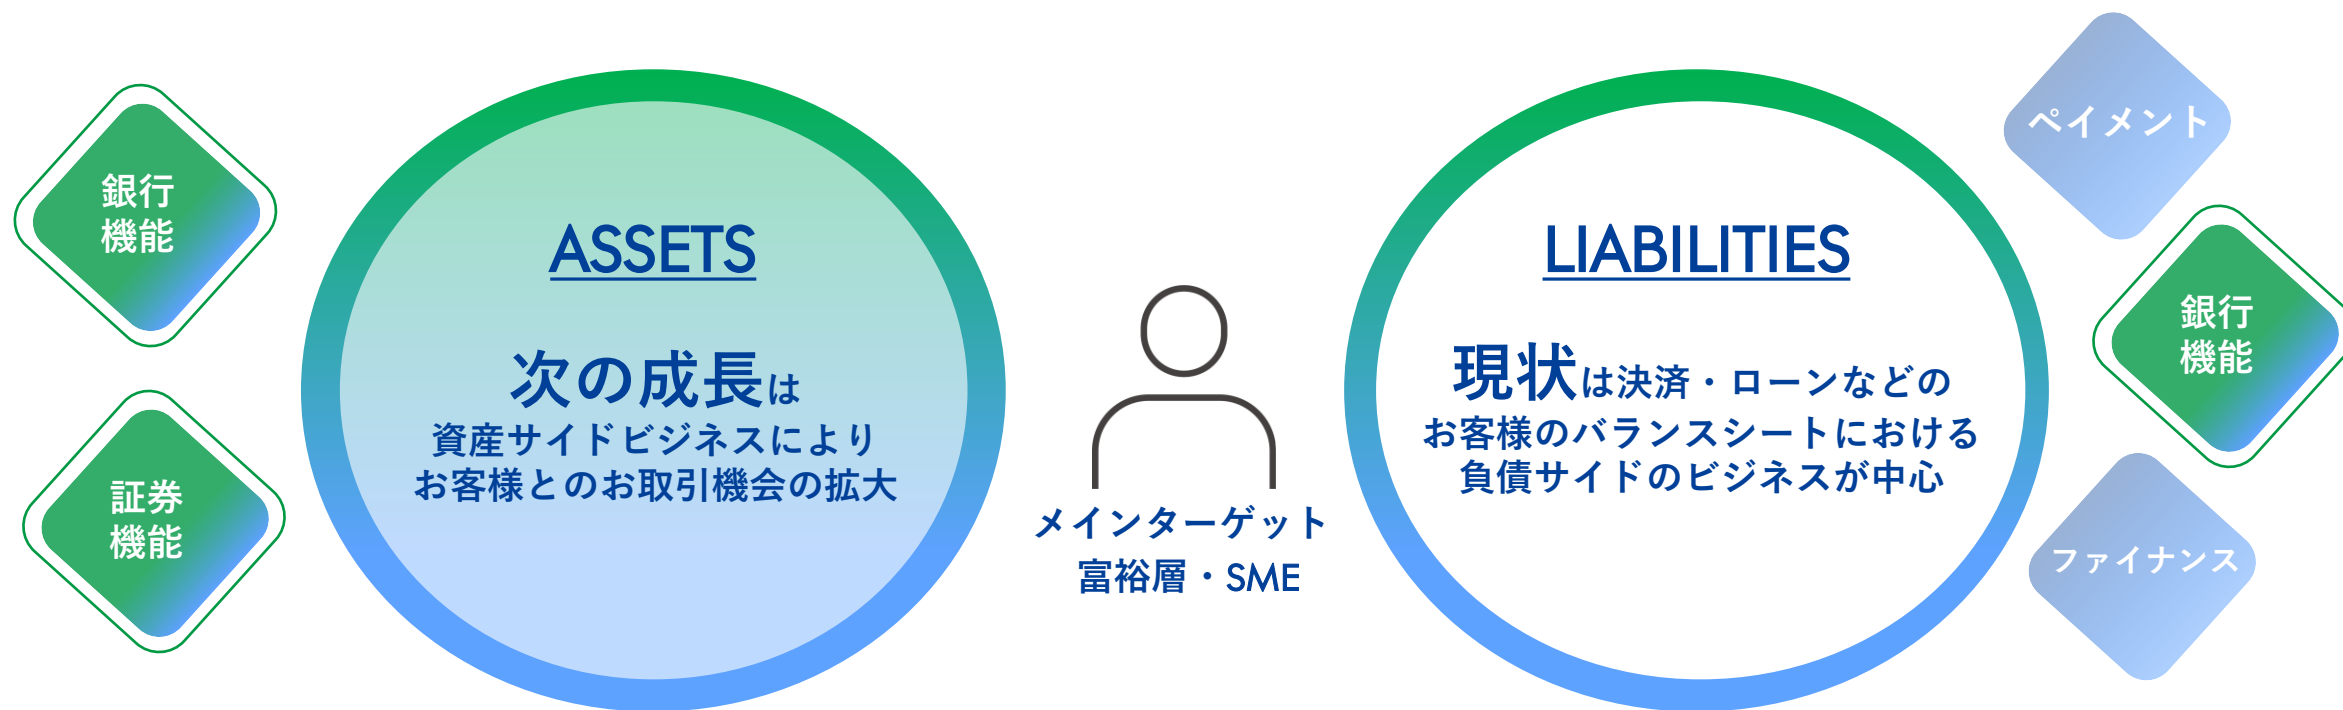 銀行
機能
証券
機能
ASSETS
次の成長は
資産サイドビジネスにより
お客様とのお取引機会の拡大
メインターゲット
富裕層・SME
LIABILITIES
現状は決済・ローンなどの
お客様のバランスシートにおける
負債サイドのビジネスが中心
ペイメント
銀行
機能
ファイナンス